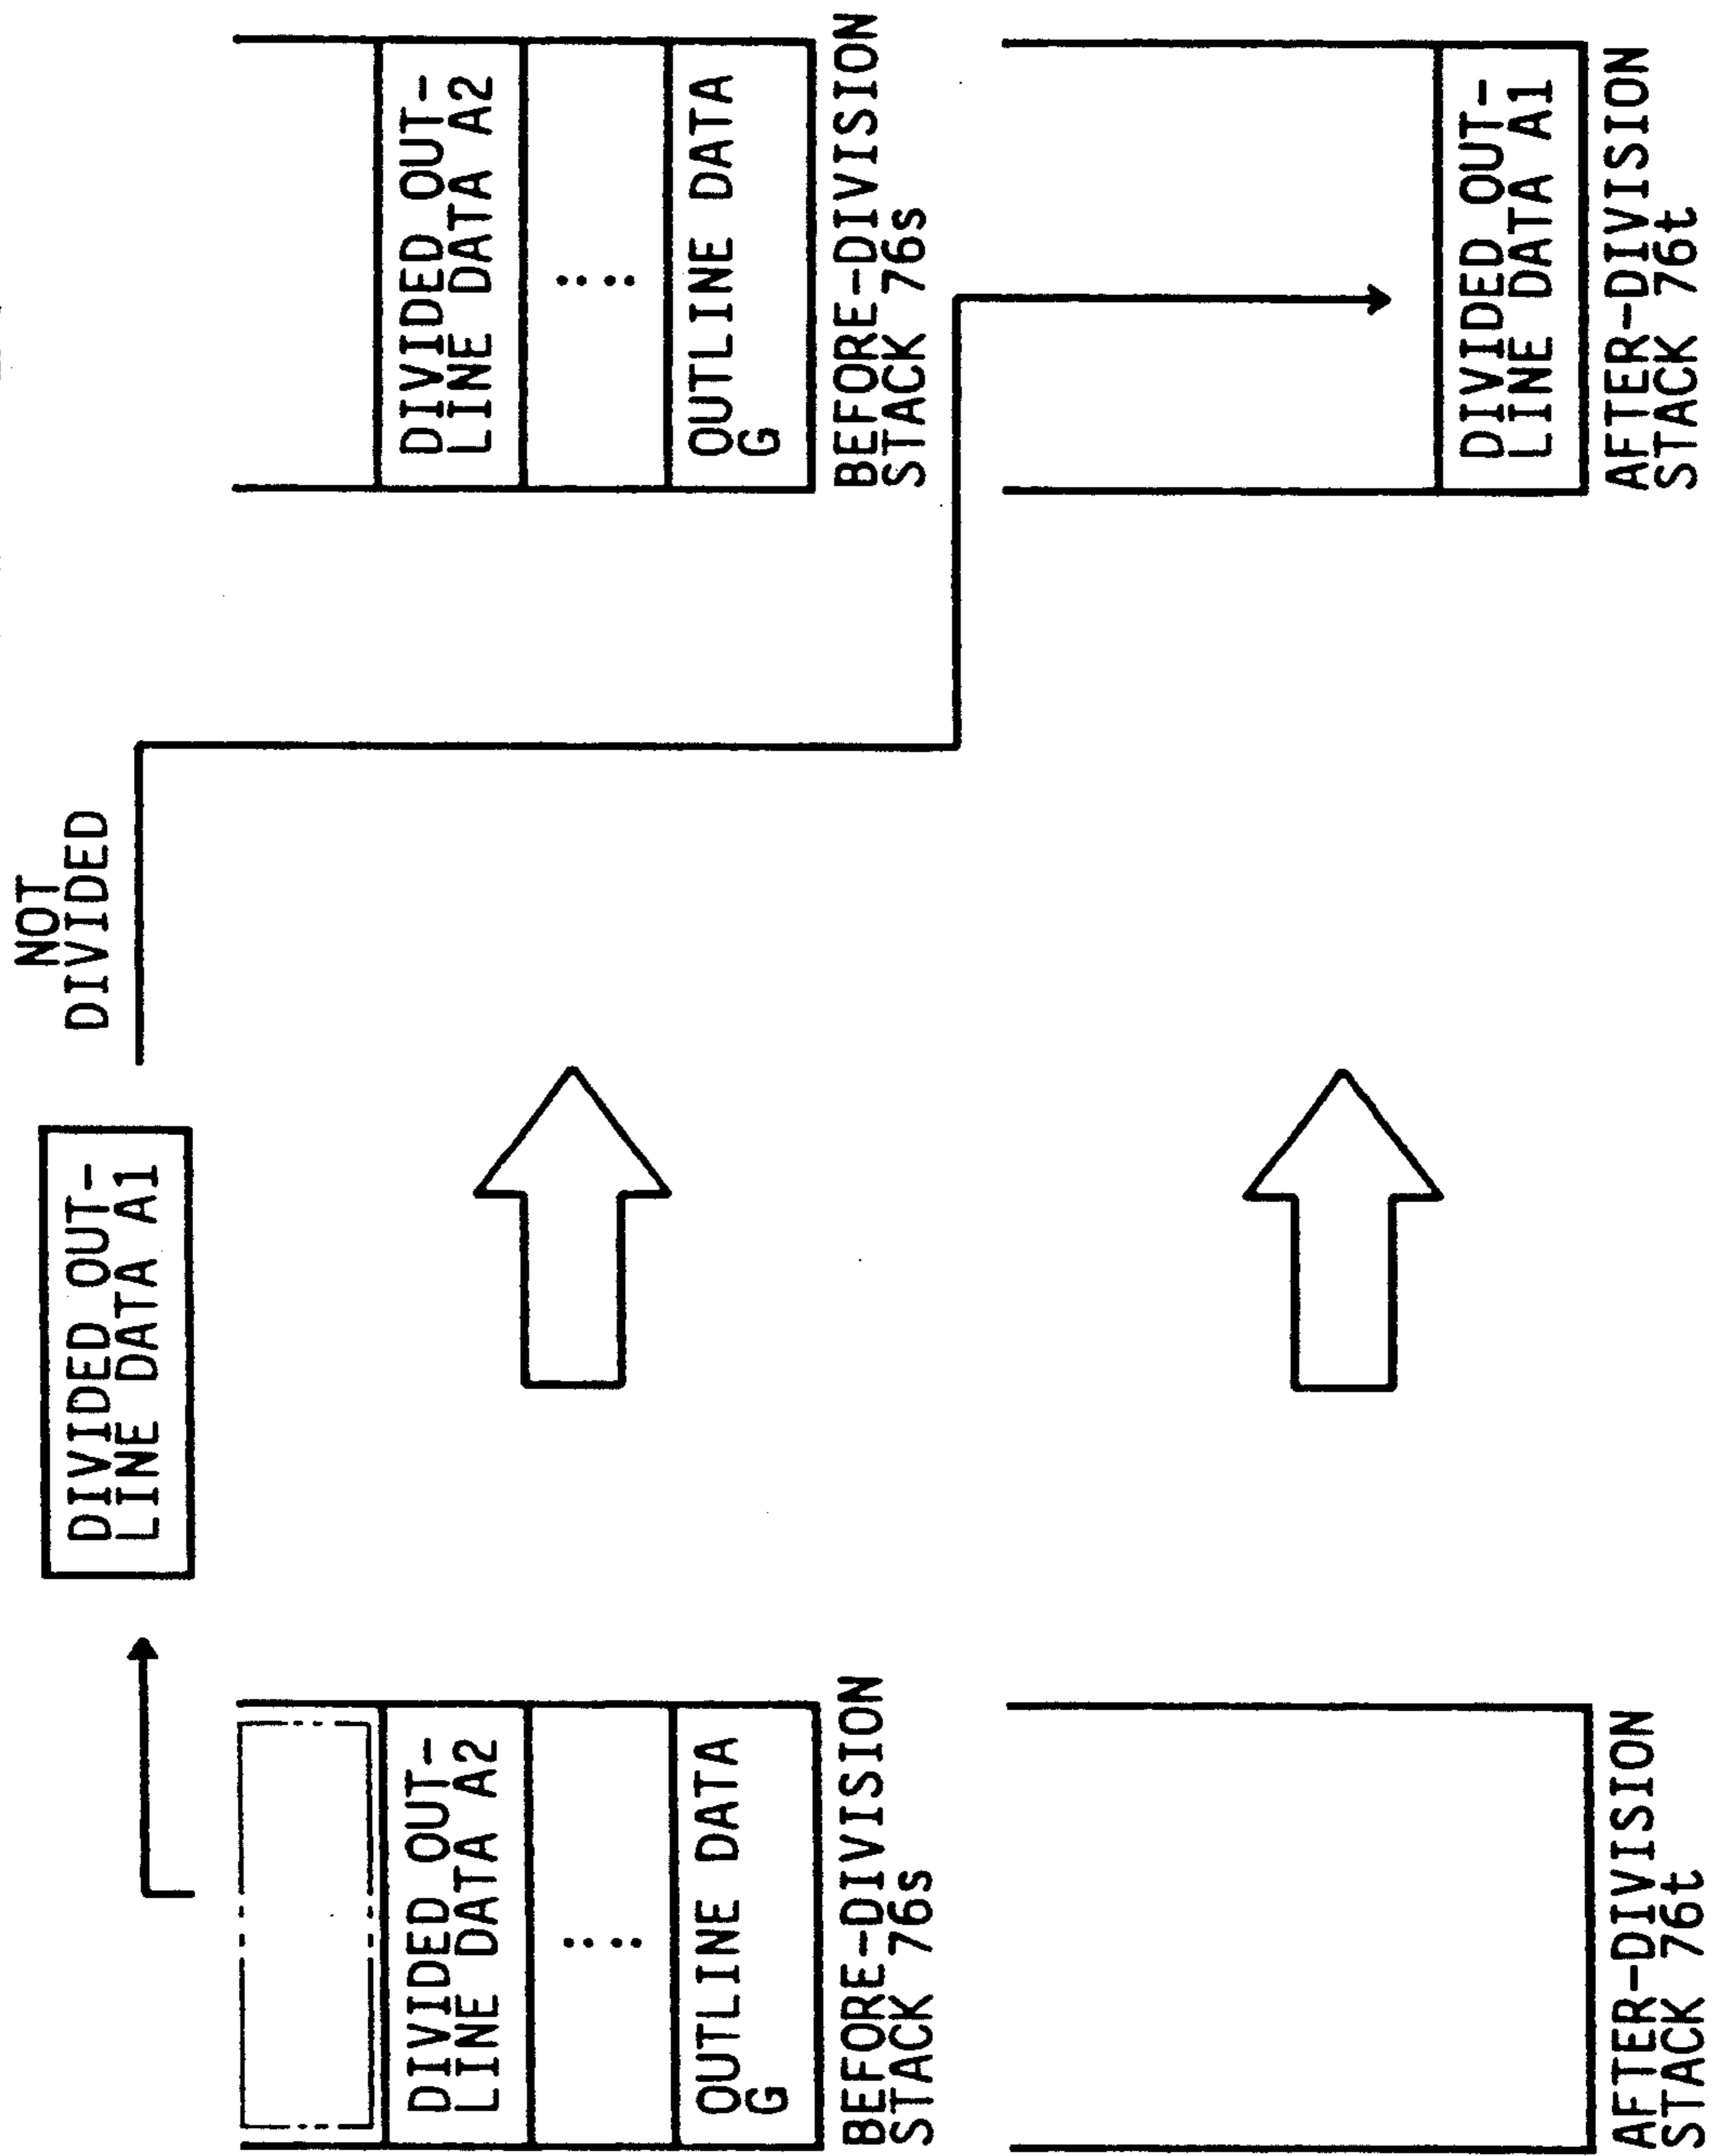 DIVIDED OUT-
LINE DATA A1
NOT
DIVIDED
DIVIDED OUT-
LINE DATA A2
OUTLINE DATA
G
BEFORE-DIVISION
STACK 76s
DIVIDED OUT-
LINE DATA A2
OUTLINE DATA
G
BEFORE-DIVISION
STACK 76s
AFTER-DIVISION
STACK 76t
DIVIDED OUT-
LINE DATA A1
AFTER-DIVISION
STACK 76t